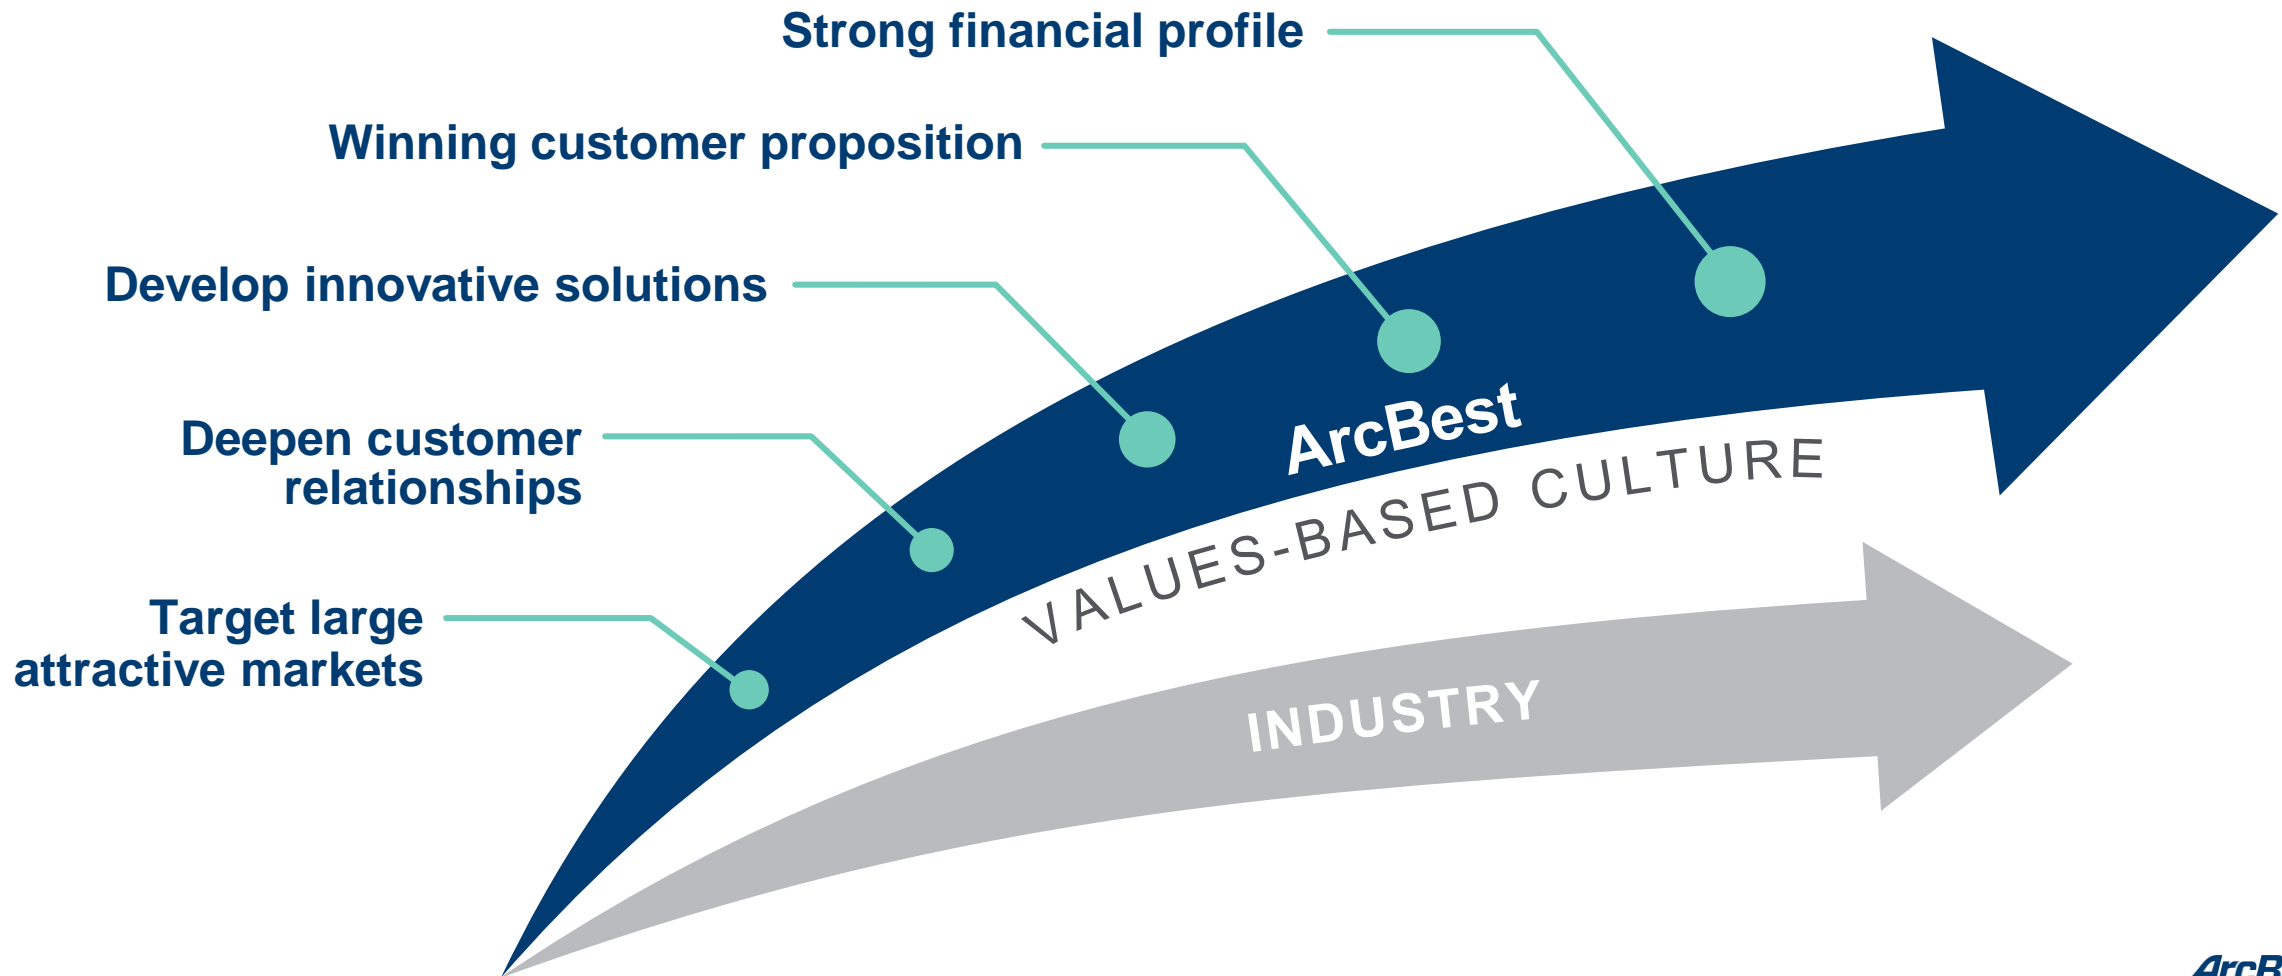 Strong financial profile
Winning customer proposition
Develop innovative solutions
Deepen customer
relationships
Target large
attractive markets
ArcBest
VALUES-BASED CULTURE
INDUSTRY
ArcB